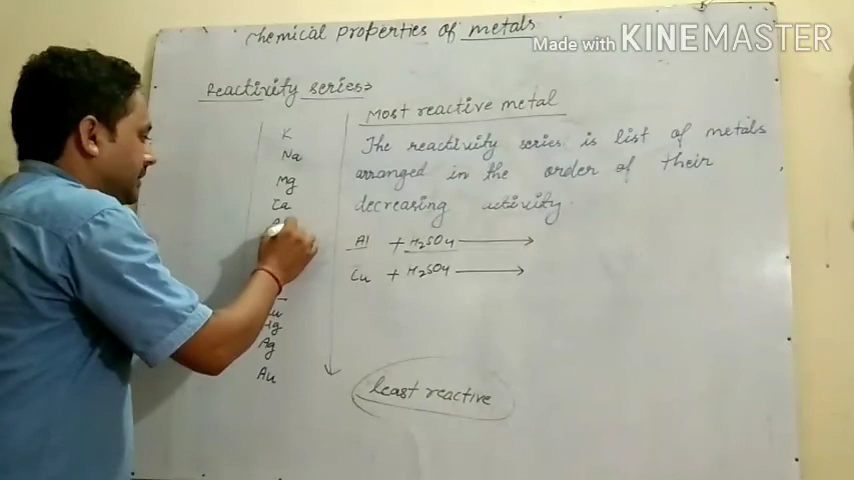 Chemical properties of metals
Made with KINEMASTER
Reactivity series:
Most reactive metal
K
Na
Mg
Ca
The reactivity series is list of metals
arranged in the order of their
decreasing activity.
Al + H2SO4 →
Cu + H2SO4 →
Hg
Ag
Au
least reactive